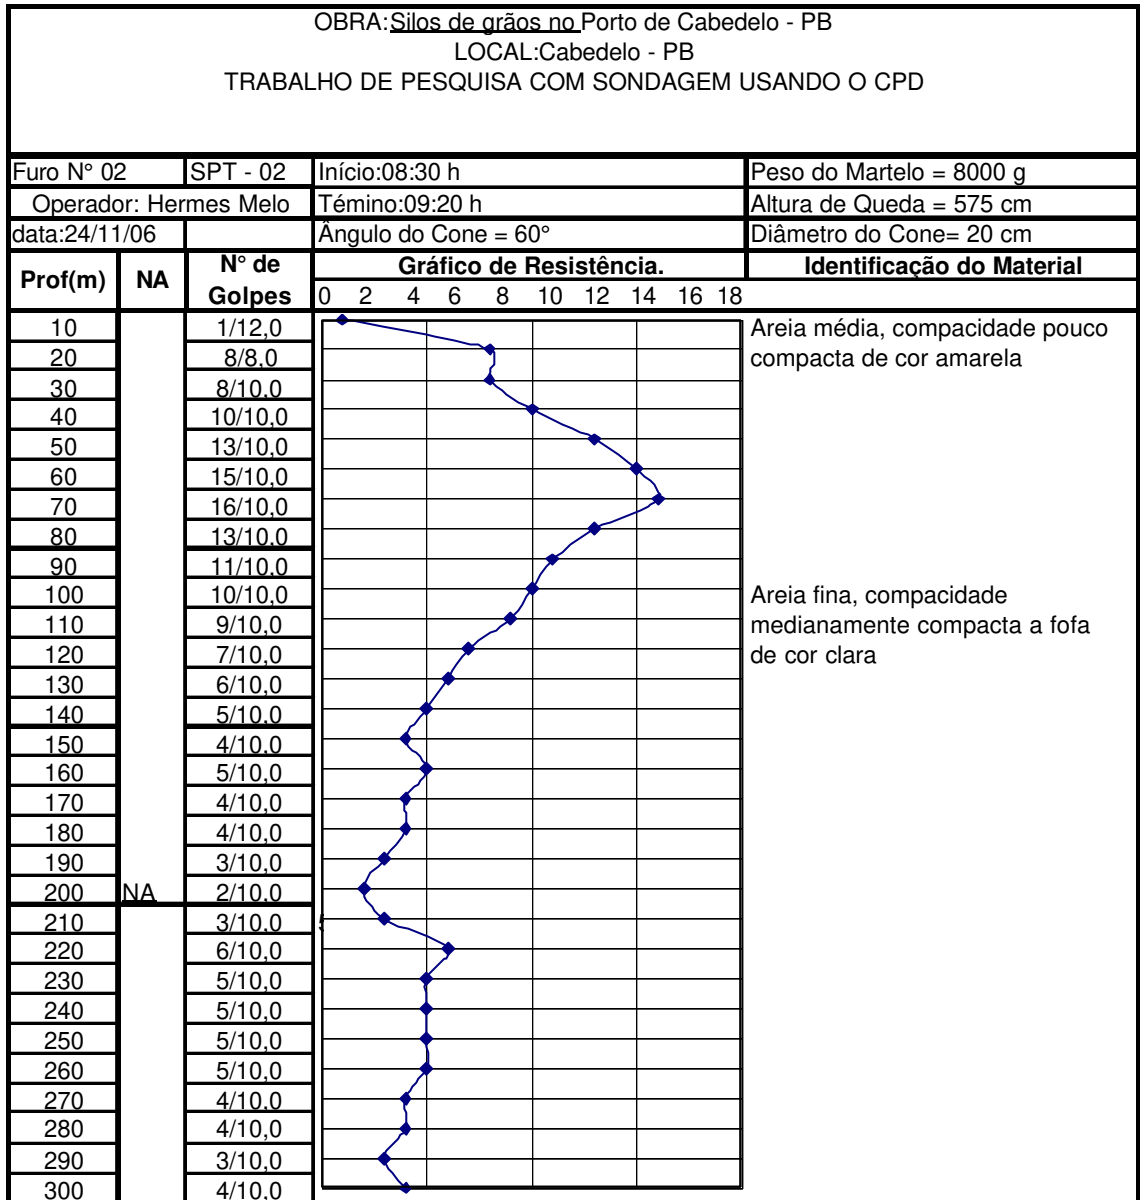 OBRA:Silos de grãos no Porto de Cabedelo - PB
LOCAL:Cabedelo - PB
TRABALHO DE PESQUISA COM SONDAGEM USANDO O CPD
Furo N° 02 SPT - 02 Início:08:30 h Peso do Martelo = 8000 g
Operador: Hermes Melo Témino:09:20 h Altura de Queda = 575 cm
data:24/11/06 Ângulo do Cone = 60° Diâmetro do Cone= 20 cm
Prof(m) NA N° de Golpes Gráfico de Resistência. Identificação do Material
0 2 4 6 8 10 12 14 16 18
10 1/12,0 Areia média, compacidade pouco
20 8/8,0 compacta de cor amarela
30 8/10,0
40 10/10,0
50 13/10,0
60 15/10,0
70 16/10,0
80 13/10,0
90 11/10,0
100 10/10,0 Areia fina, compacidade
110 9/10,0 medianamente compacta a fofa
120 7/10,0 de cor clara
130 6/10,0
140 5/10,0
150 4/10,0
160 5/10,0
170 4/10,0
180 4/10,0
190 3/10,0
200 NA 2/10,0
210 3/10,0
220 6/10,0
230 5/10,0
240 5/10,0
250 5/10,0
260 5/10,0
270 4/10,0
280 4/10,0
290 3/10,0
300 4/10,0